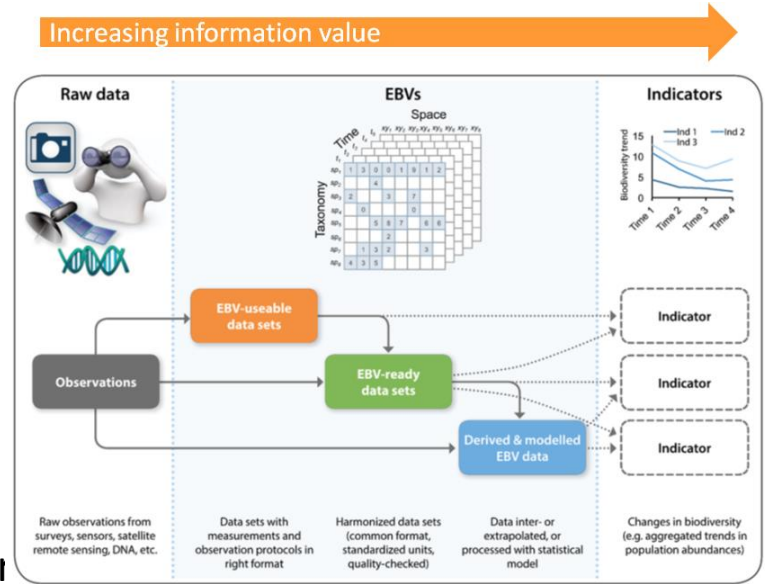 Increasing information value
Raw data
EBVs
Indicators
Space
Time
Taxonomy
15
10
5
0
Ind 1
Ind 2
Ind 3
Biodiversity trend
Time 1
Time 2
Time 3
Time 4
EBV-useable
data sets
Indicator
Observations
EBV-ready
data sets
Indicator
Derived & modelled
EBV data
Indicator
Raw observations from
surveys, sensors, satellite
remote sensing, DNA, etc.
Data sets with
measurements and
observation protocols in
right format
Harmonized data sets
(common format,
standardized units,
quality-checked)
Data inter- or
extrapolated, or
processed with statistical
model
Changes in biodiversity
(e.g. aggregated trends in
population abundances)